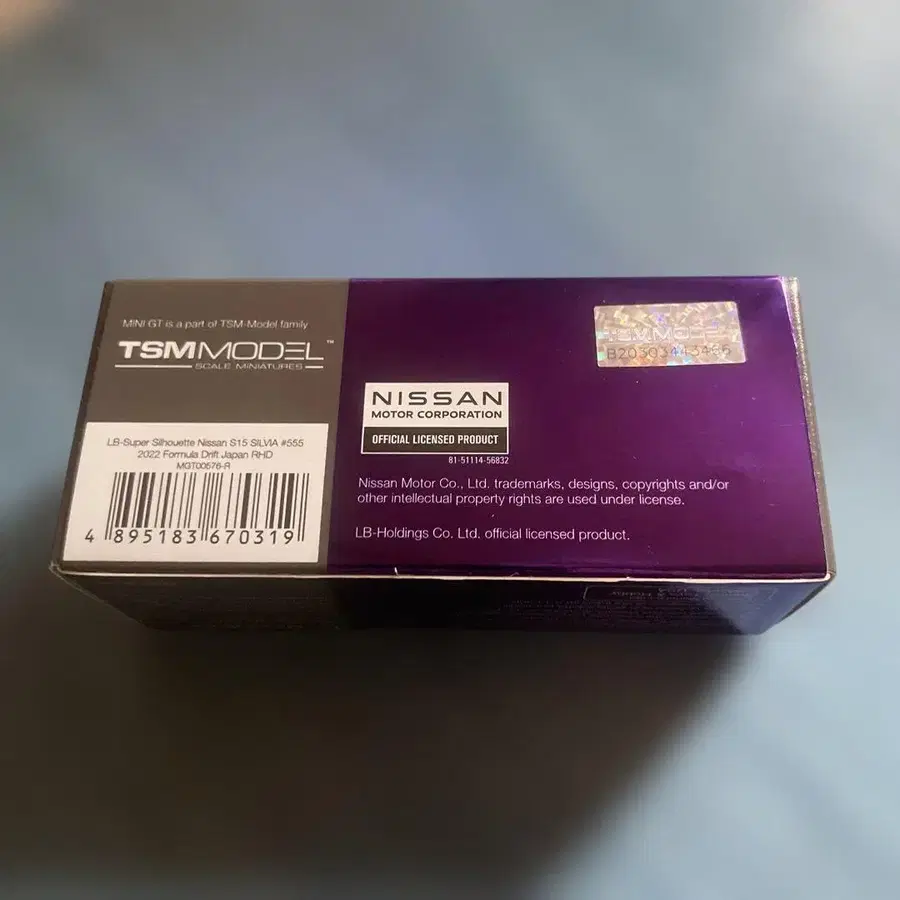 MINI GT is a part of TSM-Model family
TSMMODEL™
SCALE MINIATURES
LB-Super Silhouette Nissan S15 SILVIA #555
2022 Formula Drift Japan RHD
MGT00576-R
4 895183 670319
TSMMODEL
B20303443466
NISSAN
MOTOR CORPORATION
OFFICIAL LICENSED PRODUCT
81-51114-56832
Nissan Motor Co., Ltd. trademarks, designs, copyrights and/or
other intellectual property rights are used under license.
LB-Holdings Co. Ltd. official licensed product.